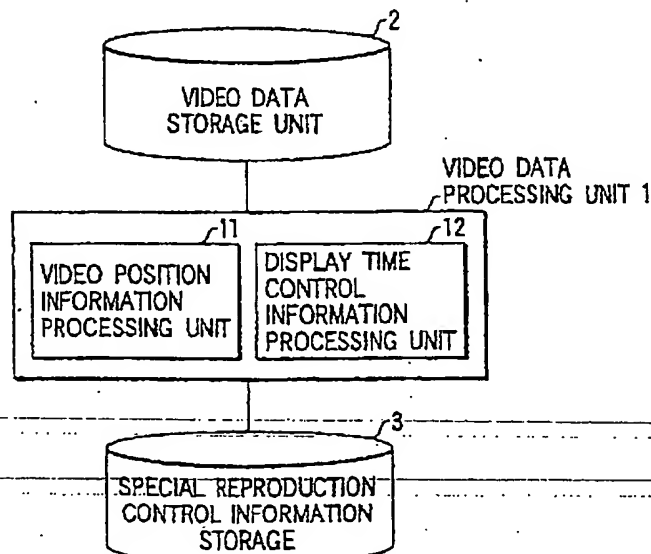 2
VIDEO DATA
STORAGE UNIT
VIDEO DATA
PROCESSING UNIT 1
11
VIDEO POSITION
INFORMATION
PROCESSING UNIT
12
DISPLAY TIME
CONTROL
INFORMATION
PROCESSING UNIT
3
SPECIAL REPRODUCTION
CONTROL INFORMATION
STORAGE